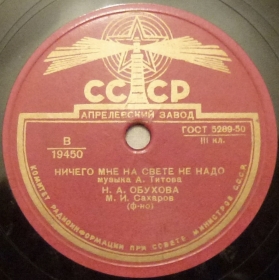 СССР
АПРЕЛЕВСКИЙ ЗАВОД
В
19450
ГОСТ 5289-50
III кл.
НИЧЕГО МНЕ НА СВЕТЕ НЕ НАДО
музыка А. Титова
Н. А. ОБУХОВА
М. И. Сахаров
(ф-но)
КОМИТЕТ РАДИОИНФОРМАЦИИ ПРИ СОВЕТЕ МИНИСТРОВ СССР